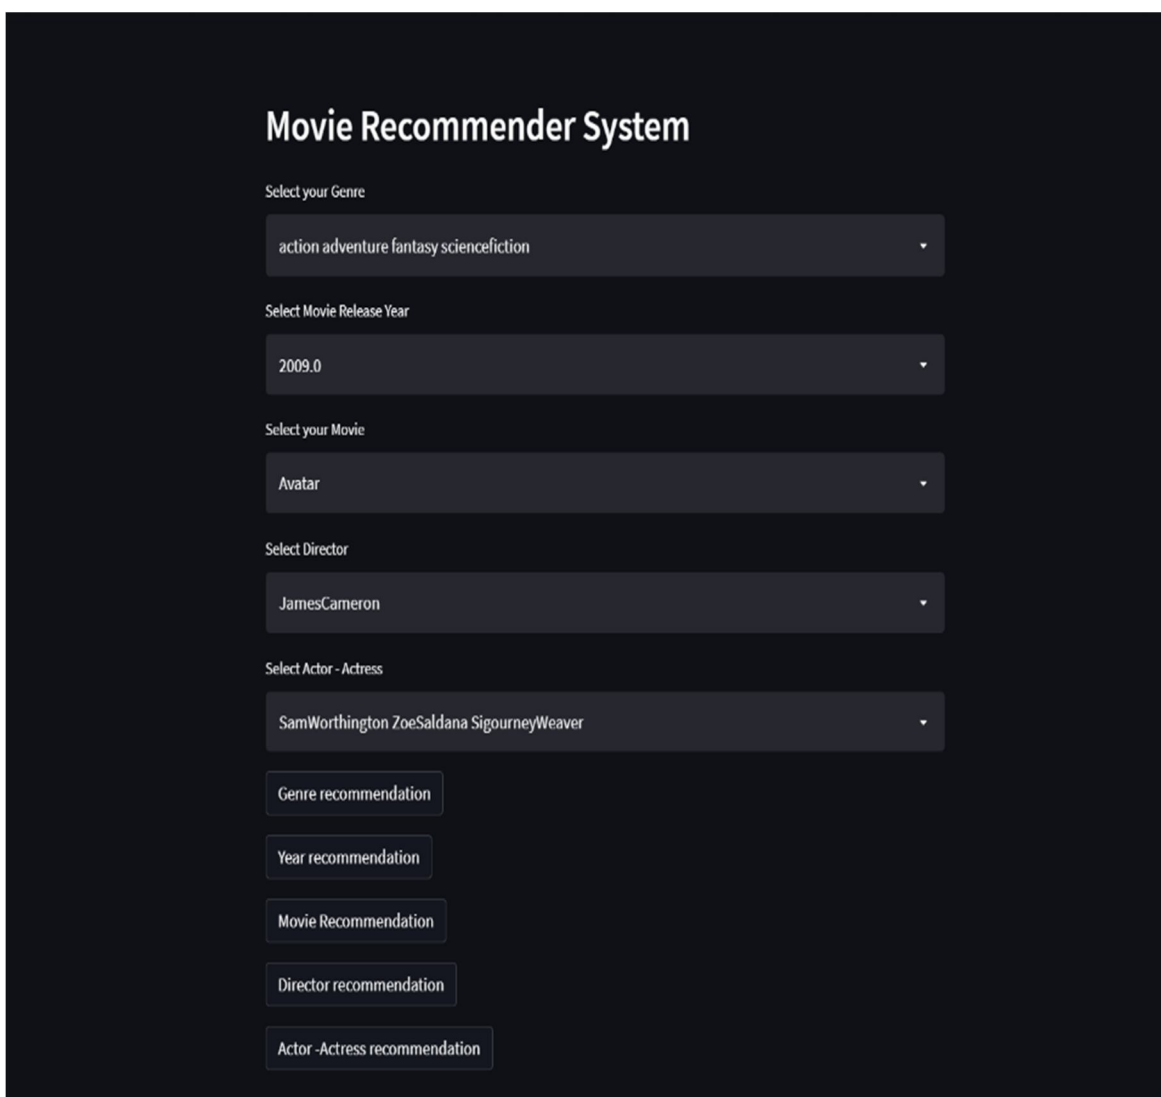 Movie Recommender System
Select your Genre
action adventure fantasy sciencefiction
Select Movie Release Year
2009.0
Select your Movie
Avatar
Select Director
JamesCameron
Select Actor - Actress
SamWorthington ZoeSaldana SigourneyWeaver
Genre recommendation
Year recommendation
Movie Recommendation
Director recommendation
Actor -Actress recommendation